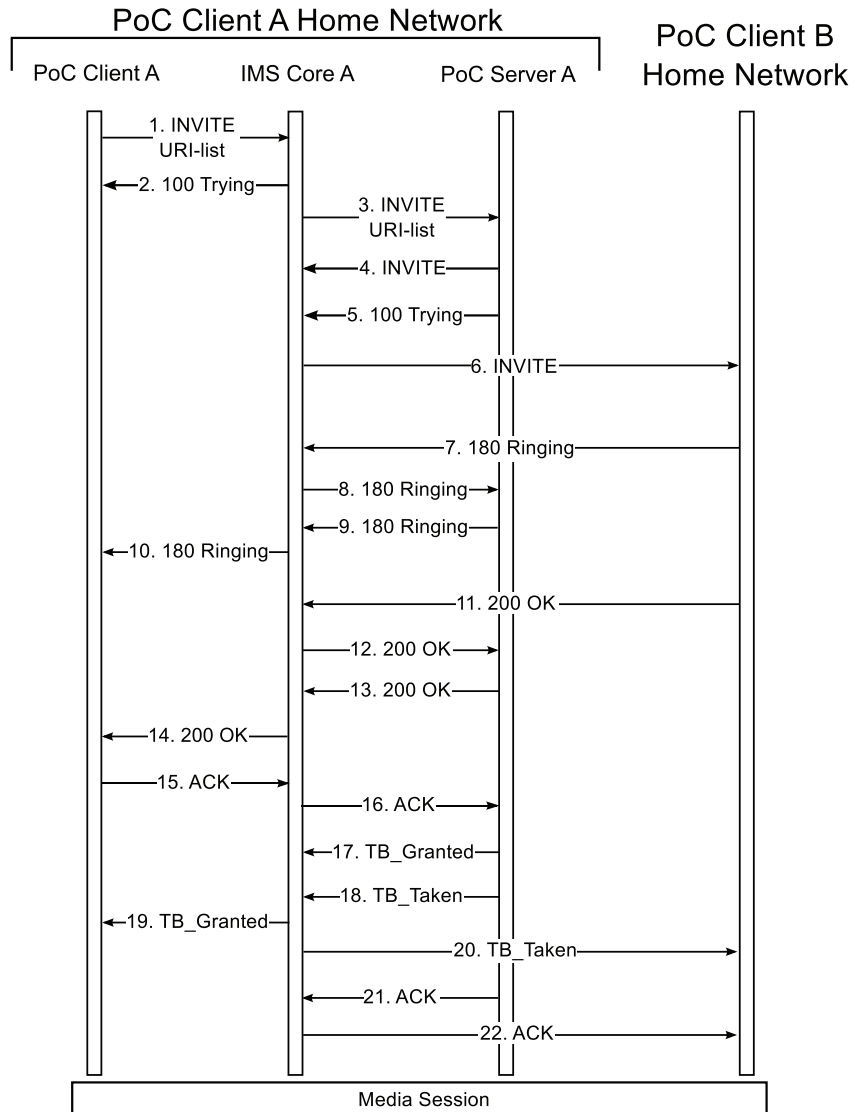 PoC Client A Home Network
PoC Client B
Home Network
PoC Client A
IMS Core A
PoC Server A
1. INVITE
URI-list
2. 100 Trying
3. INVITE
URI-list
4. INVITE
5. 100 Trying
6. INVITE
7. 180 Ringing
8. 180 Ringing
9. 180 Ringing
10. 180 Ringing
11. 200 OK
12. 200 OK
13. 200 OK
14. 200 OK
15. ACK
16. ACK
17. TB_Granted
18. TB_Taken
19. TB_Granted
20. TB_Taken
21. ACK
22. ACK
Media Session